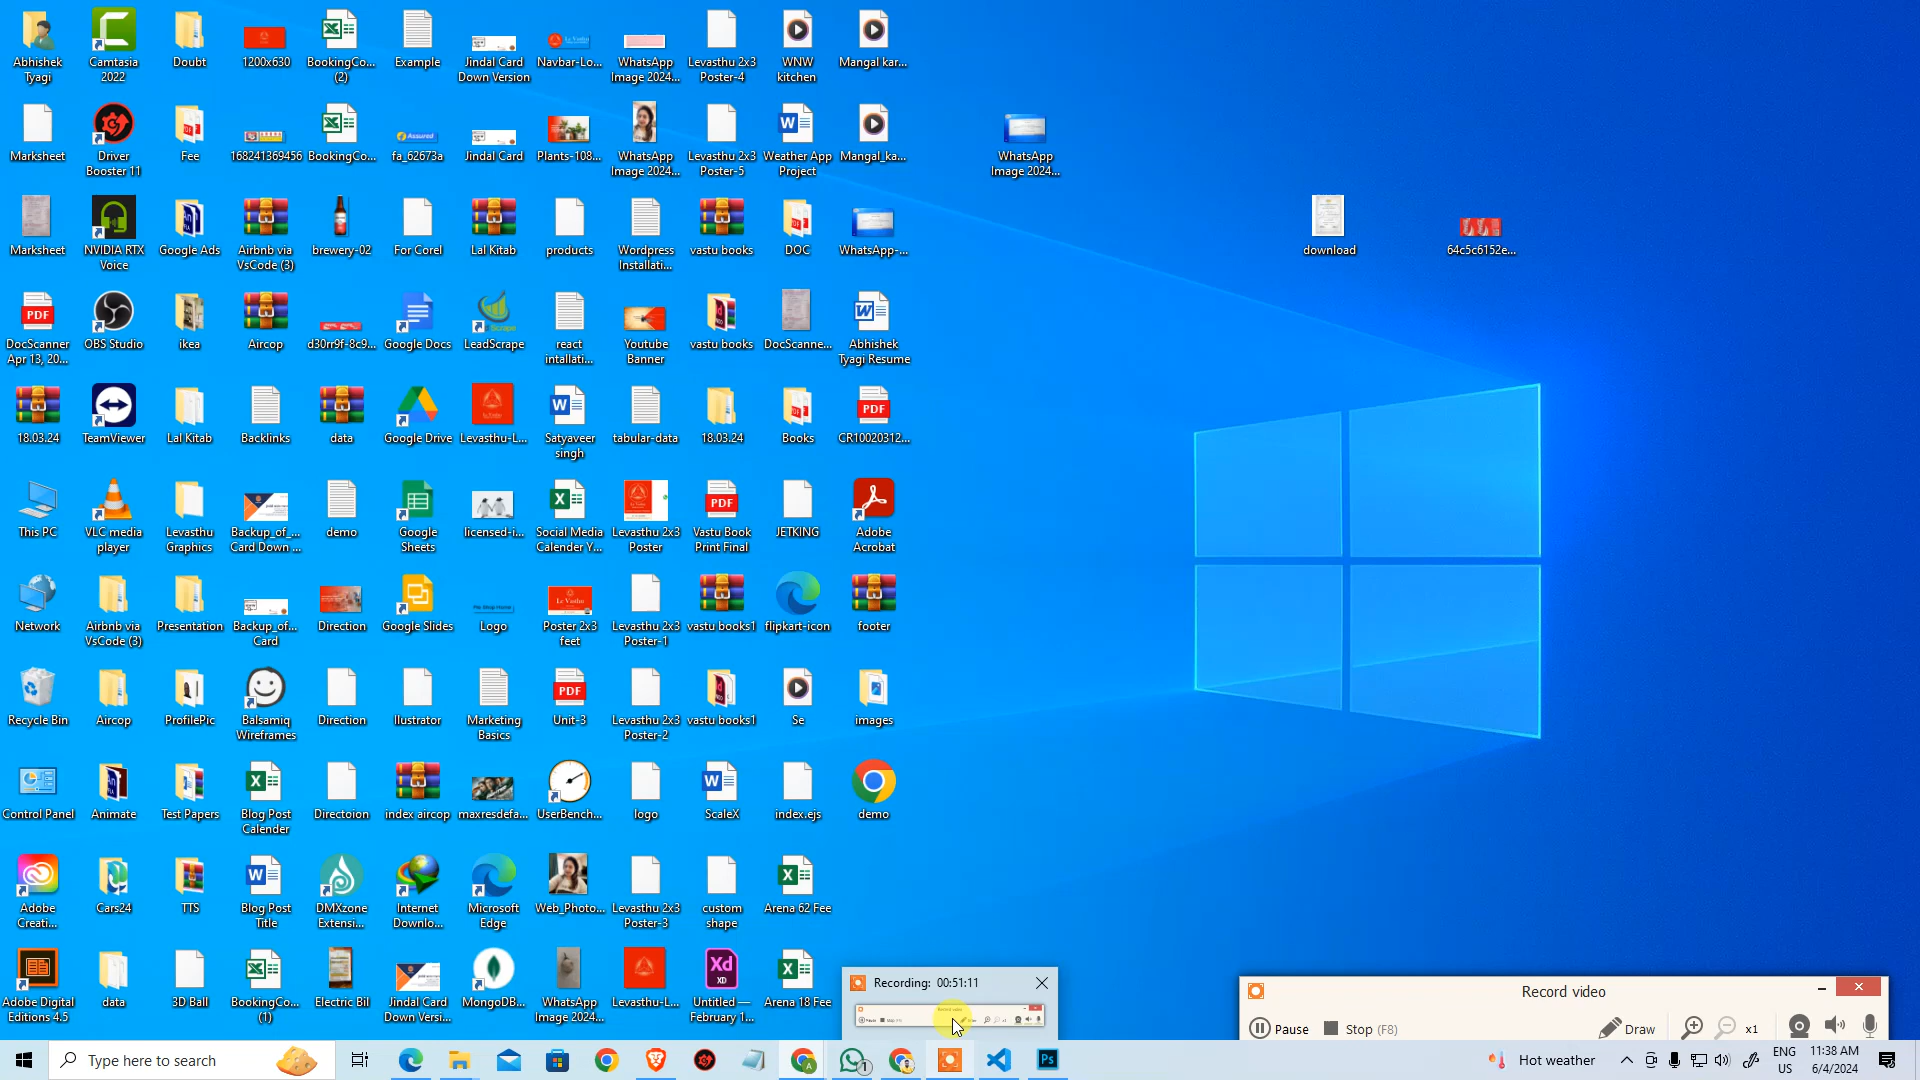 Abhishek
Tyagi
Camtasia
2022
Doubt
1200x630
BookingCo...
(2)
Example
Jindal Card
Down Version
Navbar-Lo...
WhatsApp
Image 2024...
Levasthu 2x3
Poster-4
WNW
kitchen
Mangal kar...
Marksheet
Driver
Booster 11
Fee
168241369456
BookingCo...
fa_62673a
Jindal Card
Plants-108...
WhatsApp
Image 2024...
Levasthu 2x3
Poster-5
Weather App
Project
Mangal_ka...
WhatsApp
Image 2024...
Marksheet
NVIDIA RTX
Voice
Google Ads
Airbnb via
VsCode (3)
brewery-02
For Corel
Lal Kitab
products
Wordpress
Installati...
vastu books
DOC
WhatsApp-...
download
64c5c6152e...
DocScanner
Apr 13, 20...
OBS Studio
ikea
Aircop
d30rr9f-8c9...
Google Docs
LeadScrape
react
intallati...
Youtube
Banner
vastu books
DocScanne...
Abhishek
Tyagi Resume
18.03.24
TeamViewer
Lal Kitab
Backlinks
data
Google Drive
Levasthu-L...
Satyaveer
singh
tabular-data
18.03.24
Books
CR10020312...
This PC
VLC media
player
Levasthu
Graphics
Backup_of_...
Card Down ...
demo
Google
Sheets
licensed-i...
Social Media
Calender Y...
Levasthu 2x3
Poster
Vastu Book
Print Final
JETKING
Adobe
Acrobat
Network
Airbnb via
VsCode (3)
Presentation
Backup_of...
Card
Direction
Google Slides
Logo
Poster 2x3
feet
Levasthu 2x3
Poster-1
vastu books1
flipkart-icon
footer
Recycle Bin
Aircop
ProfilePic
Balsamiq
Wireframes
Direction
Ilustrator
Marketing
Basics
Unit-3
Levasthu 2x3
Poster-2
vastu books1
Se
images
Control Panel
Animate
Test Papers
Blog Post
Calender
Directoion
index aircop
maxresdefa...
UserBench...
logo
ScaleX
index.ejs
demo
Adobe
Creati...
Cars24
TTS
Blog Post
Title
DMXzone
Extensi...
Internet
Downlo...
Microsoft
Edge
Web_Photo...
Levasthu 2x3
Poster-3
custom
shape
Arena 62 Fee
Adobe Digital
Editions 4.5
data
3D Ball
BookingCo...
(1)
Electric Bil
Jindal Card
Down Versi...
MongoDB...
WhatsApp
Image 2024...
Levasthu-L...
Untitled —
February 1...
Arena 18 Fee
Recording: 00:51:11
Record video
Pause
Stop (F8)
Draw
x1
Type here to search
Hot weather
ENG
US
11:38 AM
6/4/2024